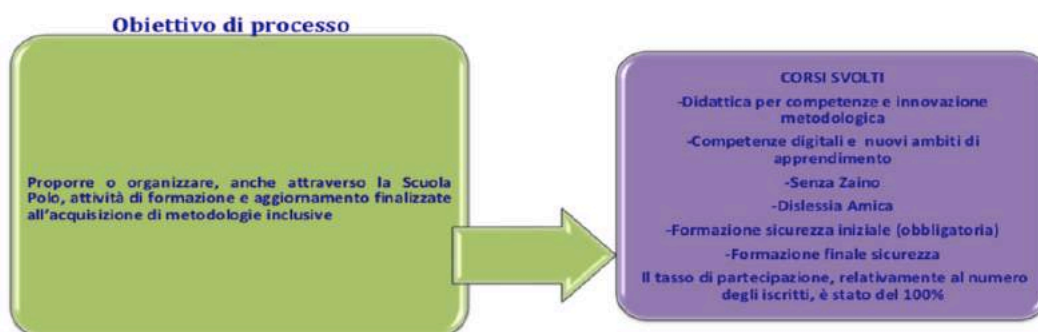 Obiettivo di processo
Proporre o organizzare, anche attraverso la Scuola
Polo, attività di formazione e aggiornamento finalizzate
all'acquisizione di metodologie inclusive
CORSI SVOLTI
-Didattica per competenze e innovazione
metodologica
-Competenze digitali e nuovi ambiti di
apprendimento
-Senza Zaino
-Dislessia Amica
-Formazione sicurezza iniziale (obbligatoria)
-Formazione finale sicurezza
Il tasso di partecipazione, relativamente al numero
degli iscritti, è stato del 100%